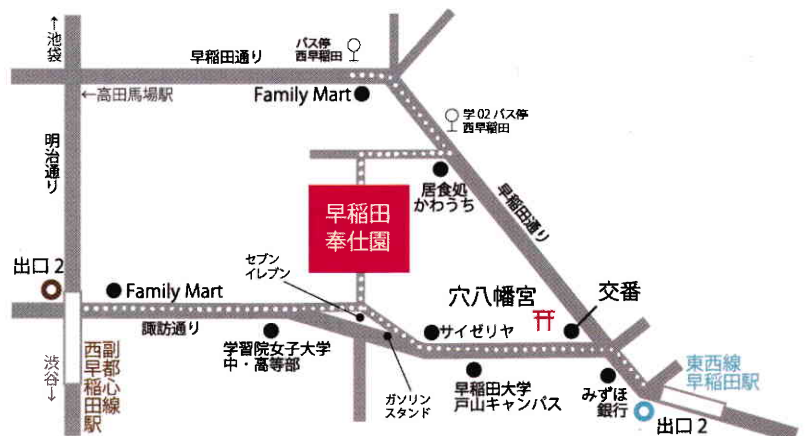 ↑池袋
早稲田通り
バス停
西早稲田
←高田馬場駅
Family Mart
学02 バス停
西早稲田
明治通り
居食処
かわうち
早稲田通り
早稲田
奉仕園
セブン
イレブン
出口2
Family Mart
穴八幡宮
交番
諏訪通り
サイゼリヤ
学習院女子大学
中・高等部
渋谷↓
副都心線
西早稲田駅
ガソリン
スタンド
早稲田大学
戸山キャンパス
みずほ
銀行
東西線
早稲田駅
出口2